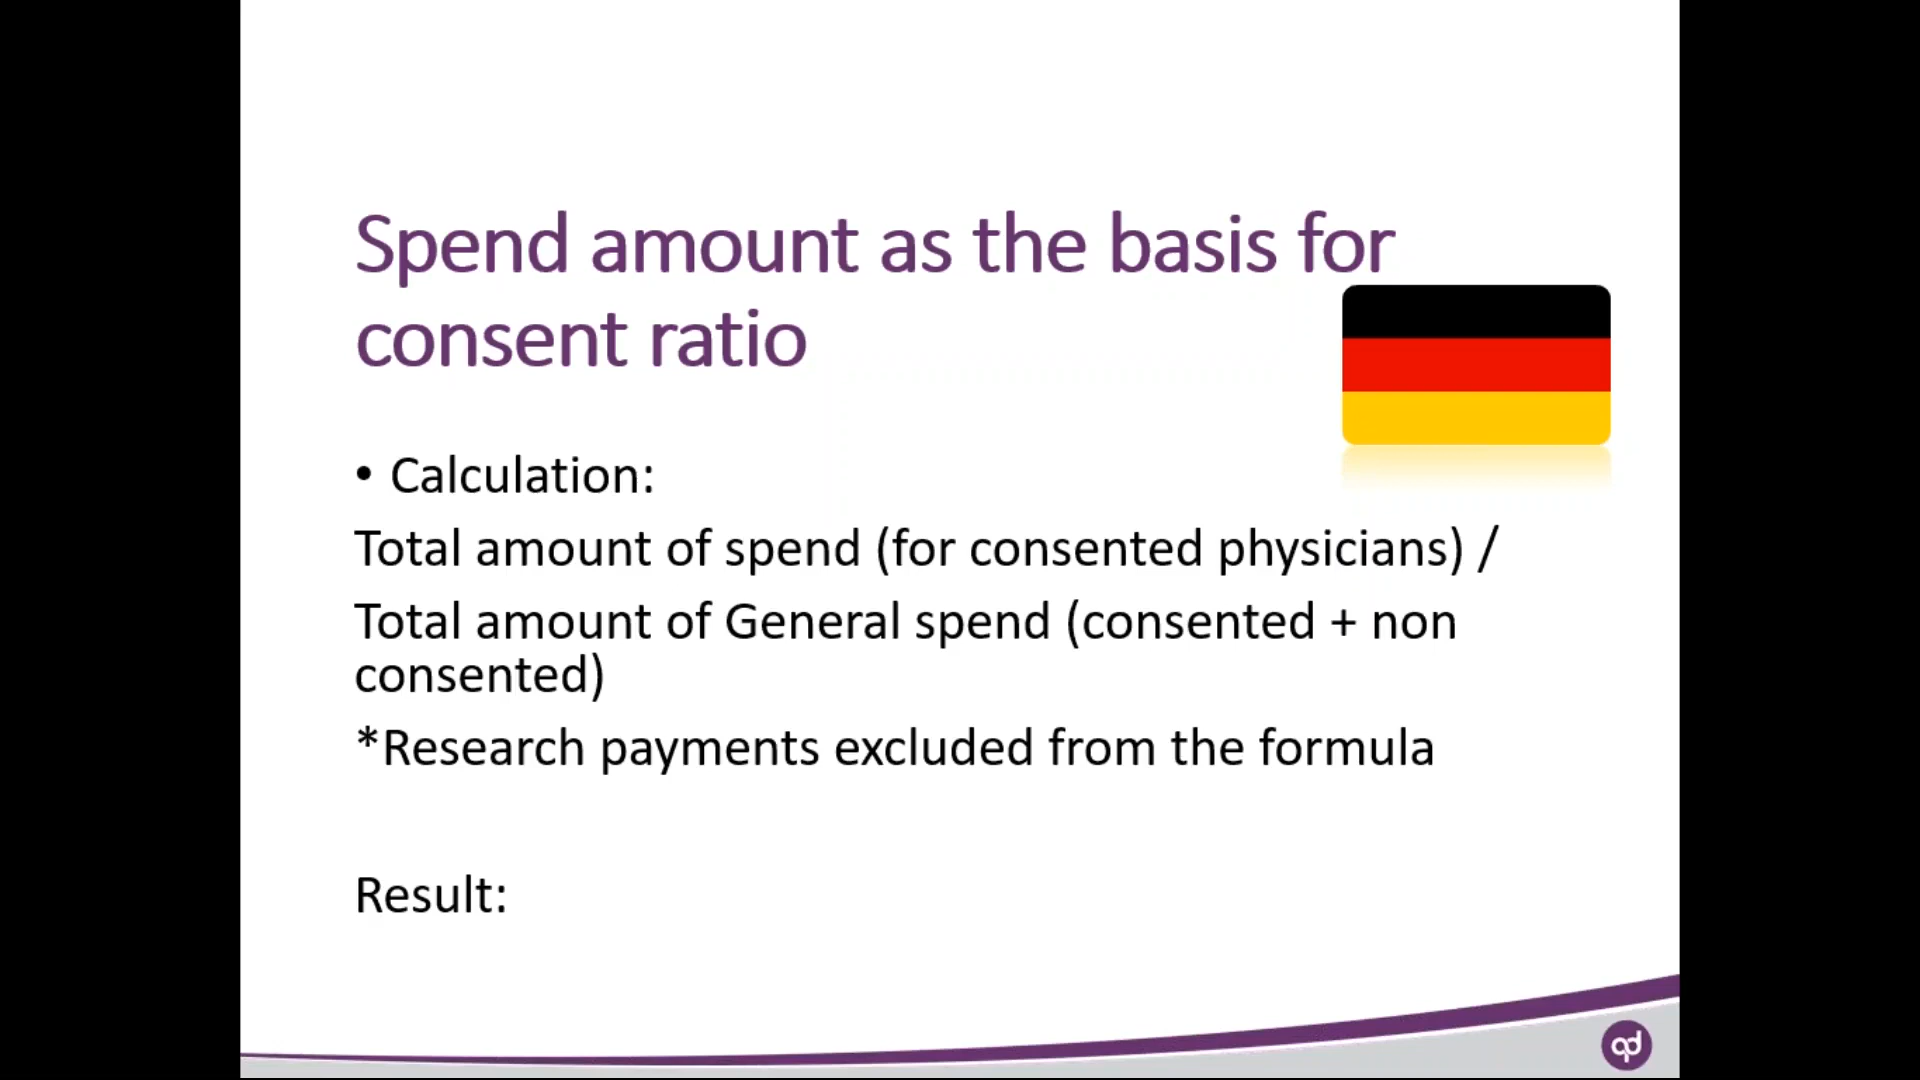 Spend amount as the basis for
consent ratio
• Calculation:
Total amount of spend (for consented physicians) /
Total amount of General spend (consented + non
consented)
*Research payments excluded from the formula
Result:
qd